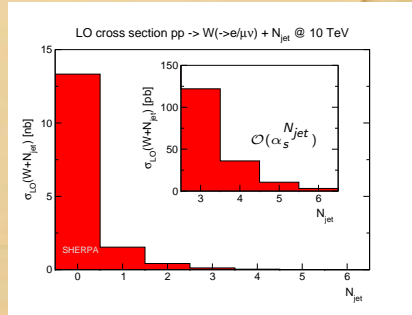 LO cross section pp -> W(->e/μν) + N_jet @ 10 TeV
σ_LO(W+N_jet) [nb]
15
10
5
0
SHERPA
0 1 2 3 4 5 6
N_jet
σ_LO(W+N_jet) [pb]
150
100
50
0
O(α_s^N_jet)
3 4 5 6
N_jet